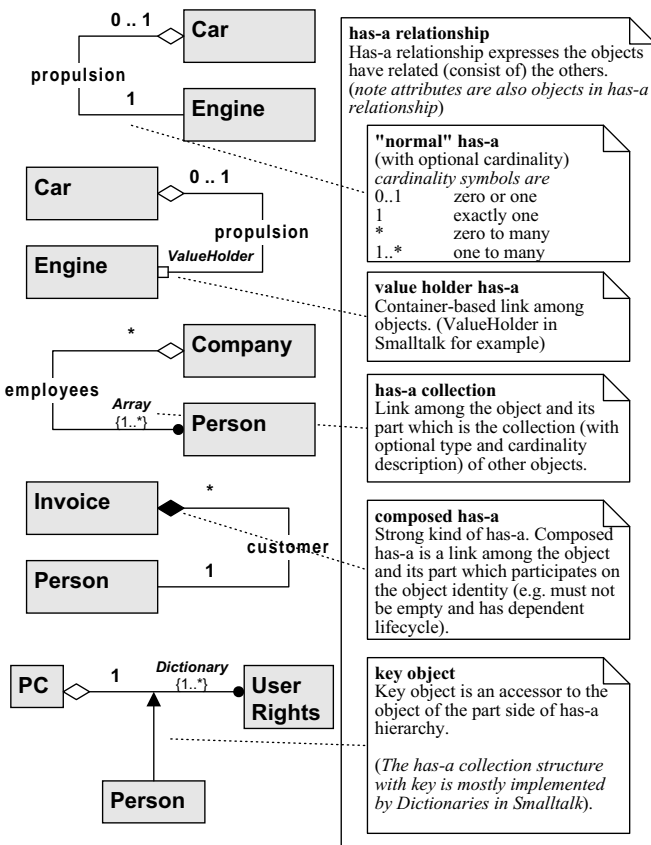 0 .. 1
Car
propulsion
1
Engine
Car
0 .. 1
propulsion
ValueHolder
Engine
*
Company
employees
Array
{1..*}
Person
Invoice
*
customer
Person
1
PC
1
Dictionary
{1..*}
User
Rights
Person
has-a relationship
Has-a relationship expresses the objects
have related (consist of) the others.
(note attributes are also objects in has-a
relationship)
"normal" has-a
(with optional cardinality)
cardinality symbols are
0..1 zero or one
1 exactly one
* zero to many
1..* one to many
value holder has-a
Container-based link among
objects. (ValueHolder in
Smalltalk for example)
has-a collection
Link among the object and its
part which is the collection (with
optional type and cardinality
description) of other objects.
composed has-a
Strong kind of has-a. Composed
has-a is a link among the object
and its part which participates on
the object identity (e.g. must not
be empty and has dependent
lifecycle).
key object
Key object is an accessor to the
object of the part side of has-a
hierarchy.
(The has-a collection structure
with key is mostly implemented
by Dictionaries in Smalltalk).